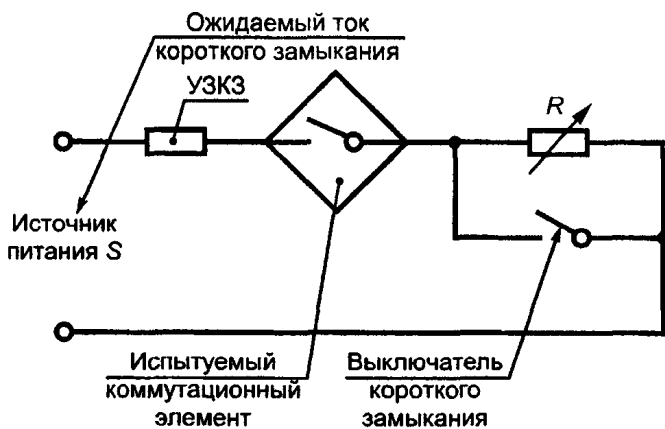 Ожидаемый ток
короткого замыкания
УЗКЗ
R
Источник
питания S
Испытуемый
коммутационный
элемент
Выключатель
короткого
замыкания